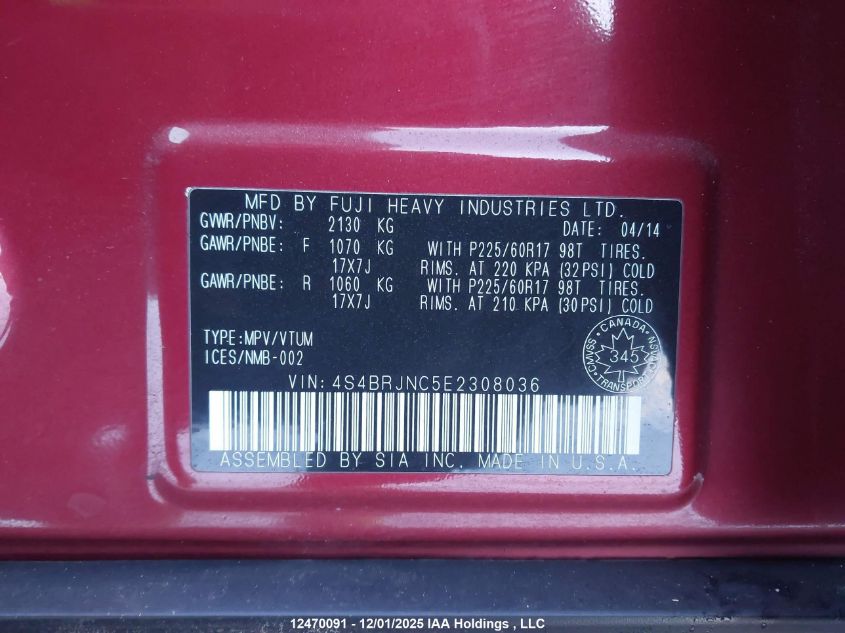 MFD BY FUJI HEAVY INDUSTRIES LTD.
GVWR/PNBV: 2130 KG DATE: 04/14
GAWR/PNBE: F 1070 KG WITH P225/60R17 98T TIRES.
17X7J RIMS. AT 220 KPA (32PSI) COLD
GAWR/PNBE: R 1060 KG WITH P225/60R17 98T TIRES.
17X7J RIMS. AT 210 KPA (30PSI) COLD
TYPE:MPV/VTUM
ICES/NMB-002
CANADA
CMVSS
345
NSVAC
VIN: 4S4BRJNC5E2308036
ASSEMBLED BY SIA INC. MADE IN U.S.A.
12470091 - 12/01/2025 IAA Holdings , LLC